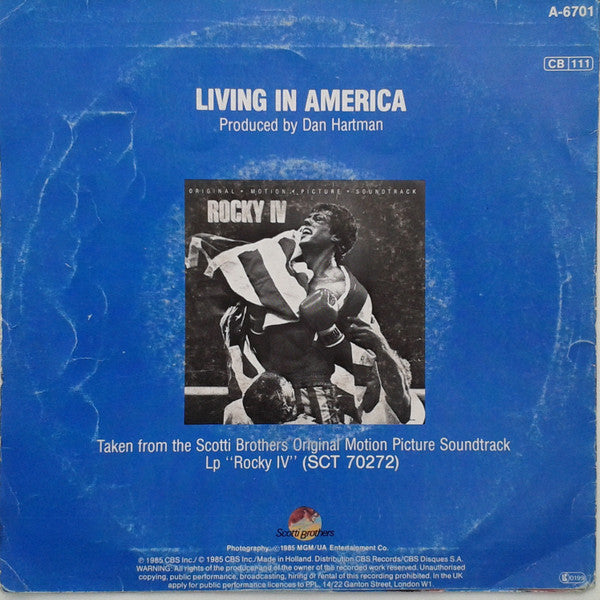 A-6701
CB 111
LIVING IN AMERICA
Produced by Dan Hartman
ORIGINAL • MOTION • PICTURE • SOUNDTRACK
ROCKY IV
Taken from the Scotti Brothers Original Motion Picture Soundtrack
Lp "Rocky IV" (SCT 70272)
Scotti Brothers
Photography: ©1985 MGM/UA Entertainment Co.
℗ 1985 CBS Inc./ © 1985 CBS Inc./Made in Holland. Distribution CBS Records/CBS Disques S.A.
WARNING: All rights of the producer and of the owner of the recorded work reserved. Unauthorised
copying, public performance, broadcasting, hiring or rental of this recording prohibited. In the UK
apply for public performance licences to PPL, 14/22 Ganton Street, London W1.